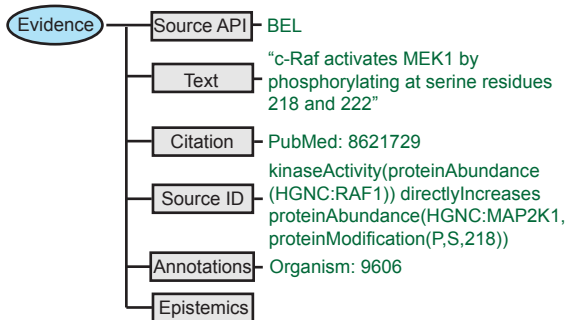 Evidence
Source API
BEL
Text
“c-Raf activates MEK1 by
phosphorylating at serine residues
218 and 222”
Citation
PubMed: 8621729
Source ID
kinaseActivity(proteinAbundance
(HGNC:RAF1)) directlyIncreases
proteinAbundance(HGNC:MAP2K1,
proteinModification(P,S,218))
Annotations
Organism: 9606
Epistemics